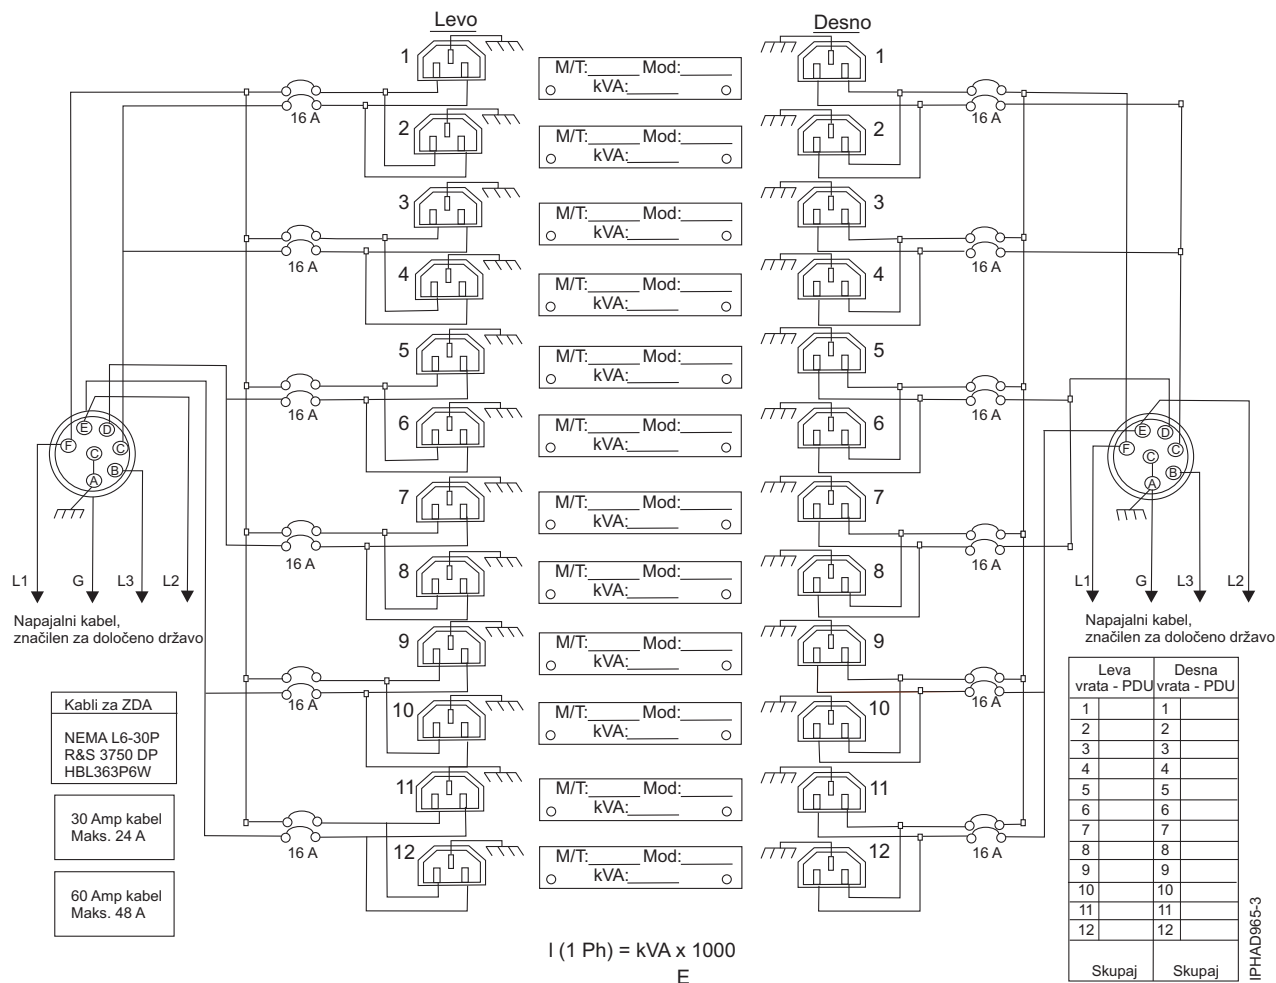 Levo
Desno
1
M/T:_____ Mod:_____
kVA:_____
1
16 A
16 A
2
M/T:_____ Mod:_____
kVA:_____
2
3
M/T:_____ Mod:_____
kVA:_____
3
16 A
16 A
4
M/T:_____ Mod:_____
kVA:_____
4
5
M/T:_____ Mod:_____
kVA:_____
5
16 A
16 A
6
M/T:_____ Mod:_____
kVA:_____
6
E
D
F
C
C
B
A
E
D
F
C
C
B
A
7
M/T:_____ Mod:_____
kVA:_____
7
16 A
16 A
8
M/T:_____ Mod:_____
kVA:_____
8
L1
G
L3
L2
Napajalni kabel,
značilen za določeno državo
L1
G
L3
L2
Napajalni kabel,
značilen za določeno državo
9
M/T:_____ Mod:_____
kVA:_____
9
16 A
16 A
10
M/T:_____ Mod:_____
kVA:_____
10
11
M/T:_____ Mod:_____
kVA:_____
11
16 A
16 A
12
M/T:_____ Mod:_____
kVA:_____
12
Kabli za ZDA
NEMA L6-30P
R&S 3750 DP
HBL363P6W
30 Amp kabel
Maks. 24 A
60 Amp kabel
Maks. 48 A
I (1 Ph) = kVA x 1000
E
Leva Desna
vrata - PDU vrata - PDU
1 1
2 2
3 3
4 4
5 5
6 6
7 7
8 8
9 9
10 10
11 11
12 12
Skupaj Skupaj
IPHAD965-3